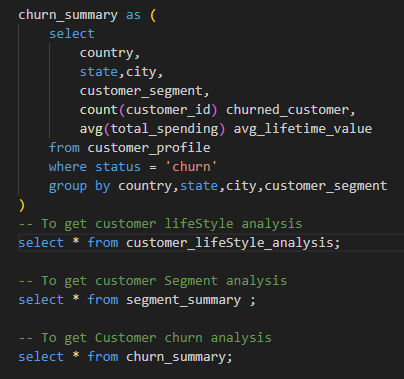 churn_summary as (
select
country,
state,city,
customer_segment,
count(customer_id) churned_customer,
avg(total_spending) avg_lifetime_value
from customer_profile
where status = 'churn'
group by country,state,city,customer_segment
)
-- To get customer lifeStyle analysis
select * from customer_lifeStyle_analysis;
-- To get customer Segment analysis
select * from segment_summary ;
-- To get Customer churn analysis
select * from churn_summary;